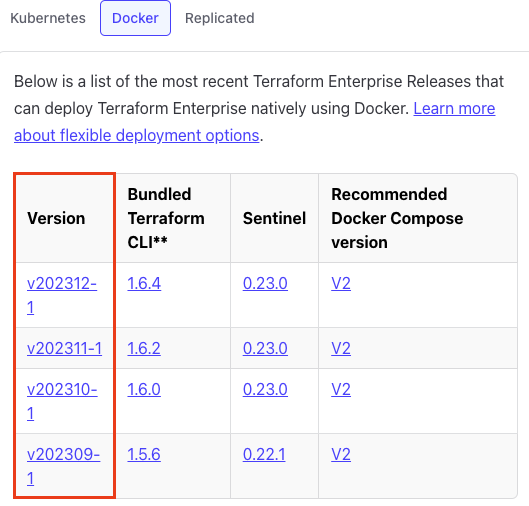 Kubernetes Docker Replicated
Below is a list of the most recent Terraform Enterprise Releases that
can deploy Terraform Enterprise natively using Docker. Learn more
about flexible deployment options.
Version Bundled Terraform CLI** Sentinel Recommended Docker Compose version
v202312-1 1.6.4 0.23.0 V2
v202311-1 1.6.2 0.23.0 V2
v202310-1 1.6.0 0.23.0 V2
v202309-1 1.5.6 0.22.1 V2